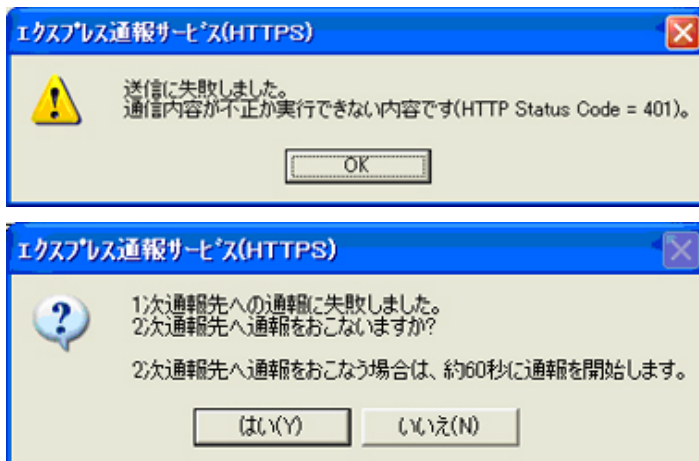 エクスプレス通報サービス(HTTPS)
送信に失敗しました。
通信内容が不正か実行できない内容です(HTTP Status Code = 401)。
OK
エクスプレス通報サービス(HTTPS)
1次通報先への通報に失敗しました。
2次通報先へ通報をおこないますか?
2次通報先へ通報をおこなう場合は、約60秒に通報を開始します。
はい(Y)
いいえ(N)